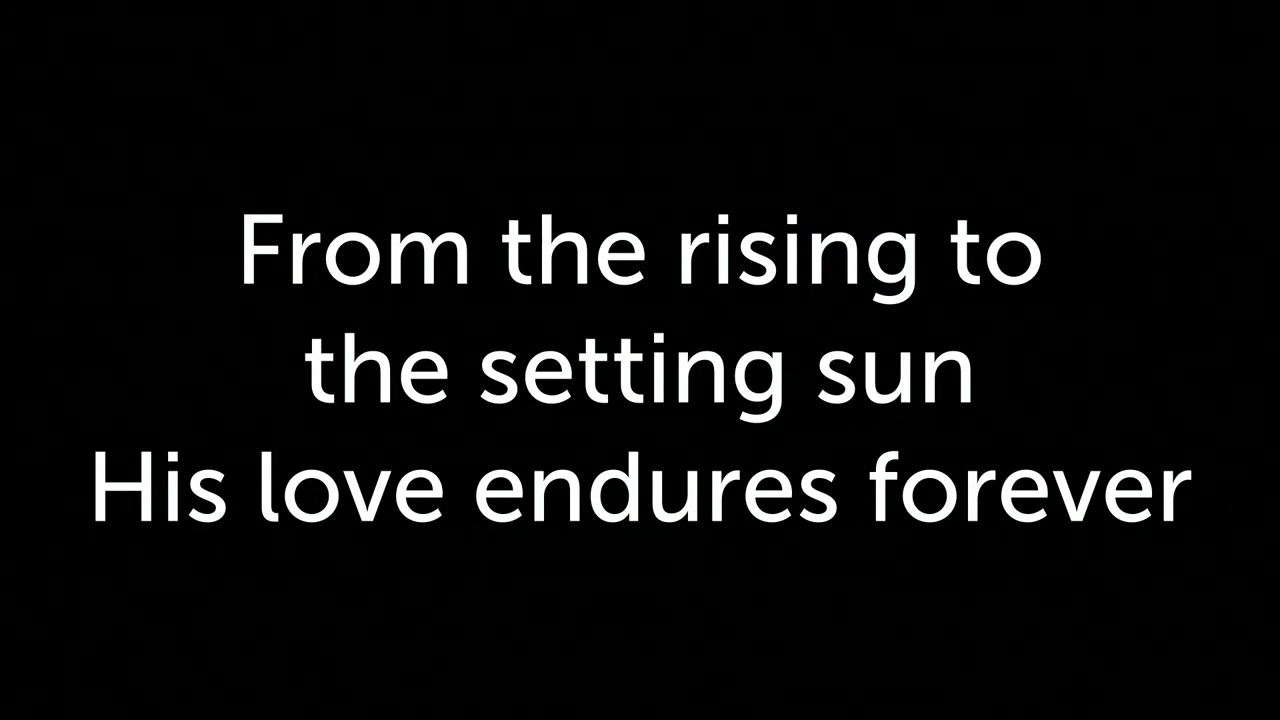 From the rising to
the setting sun
His love endures forever